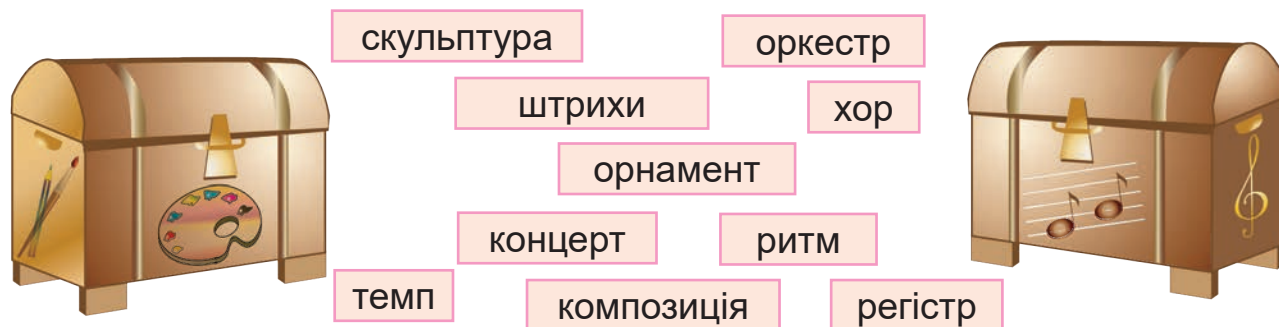 скульптура
оркестр
штрихи
хор
орнамент
концерт
ритм
темп
композиція
регістр